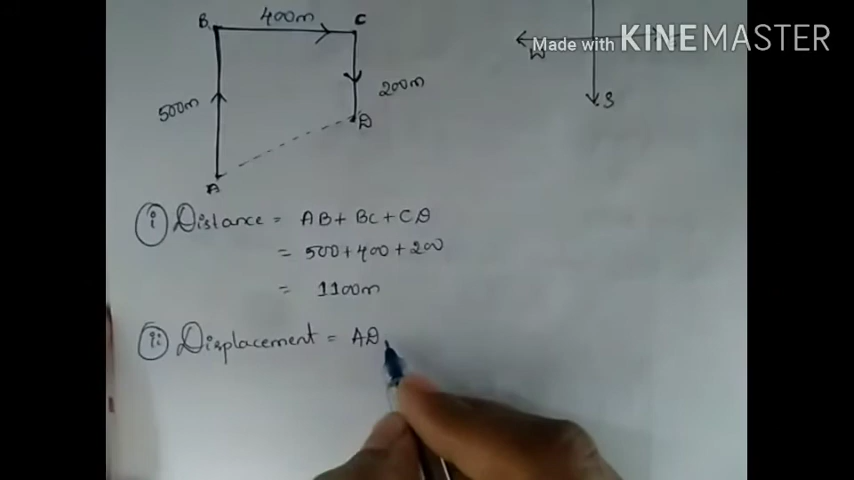 B 400m C
Made with KINEMASTER
W
500m
200m
D
S
A
i Distance = AB + BC + CD
= 500 + 400 + 200
= 1100m
ii Displacement = AD